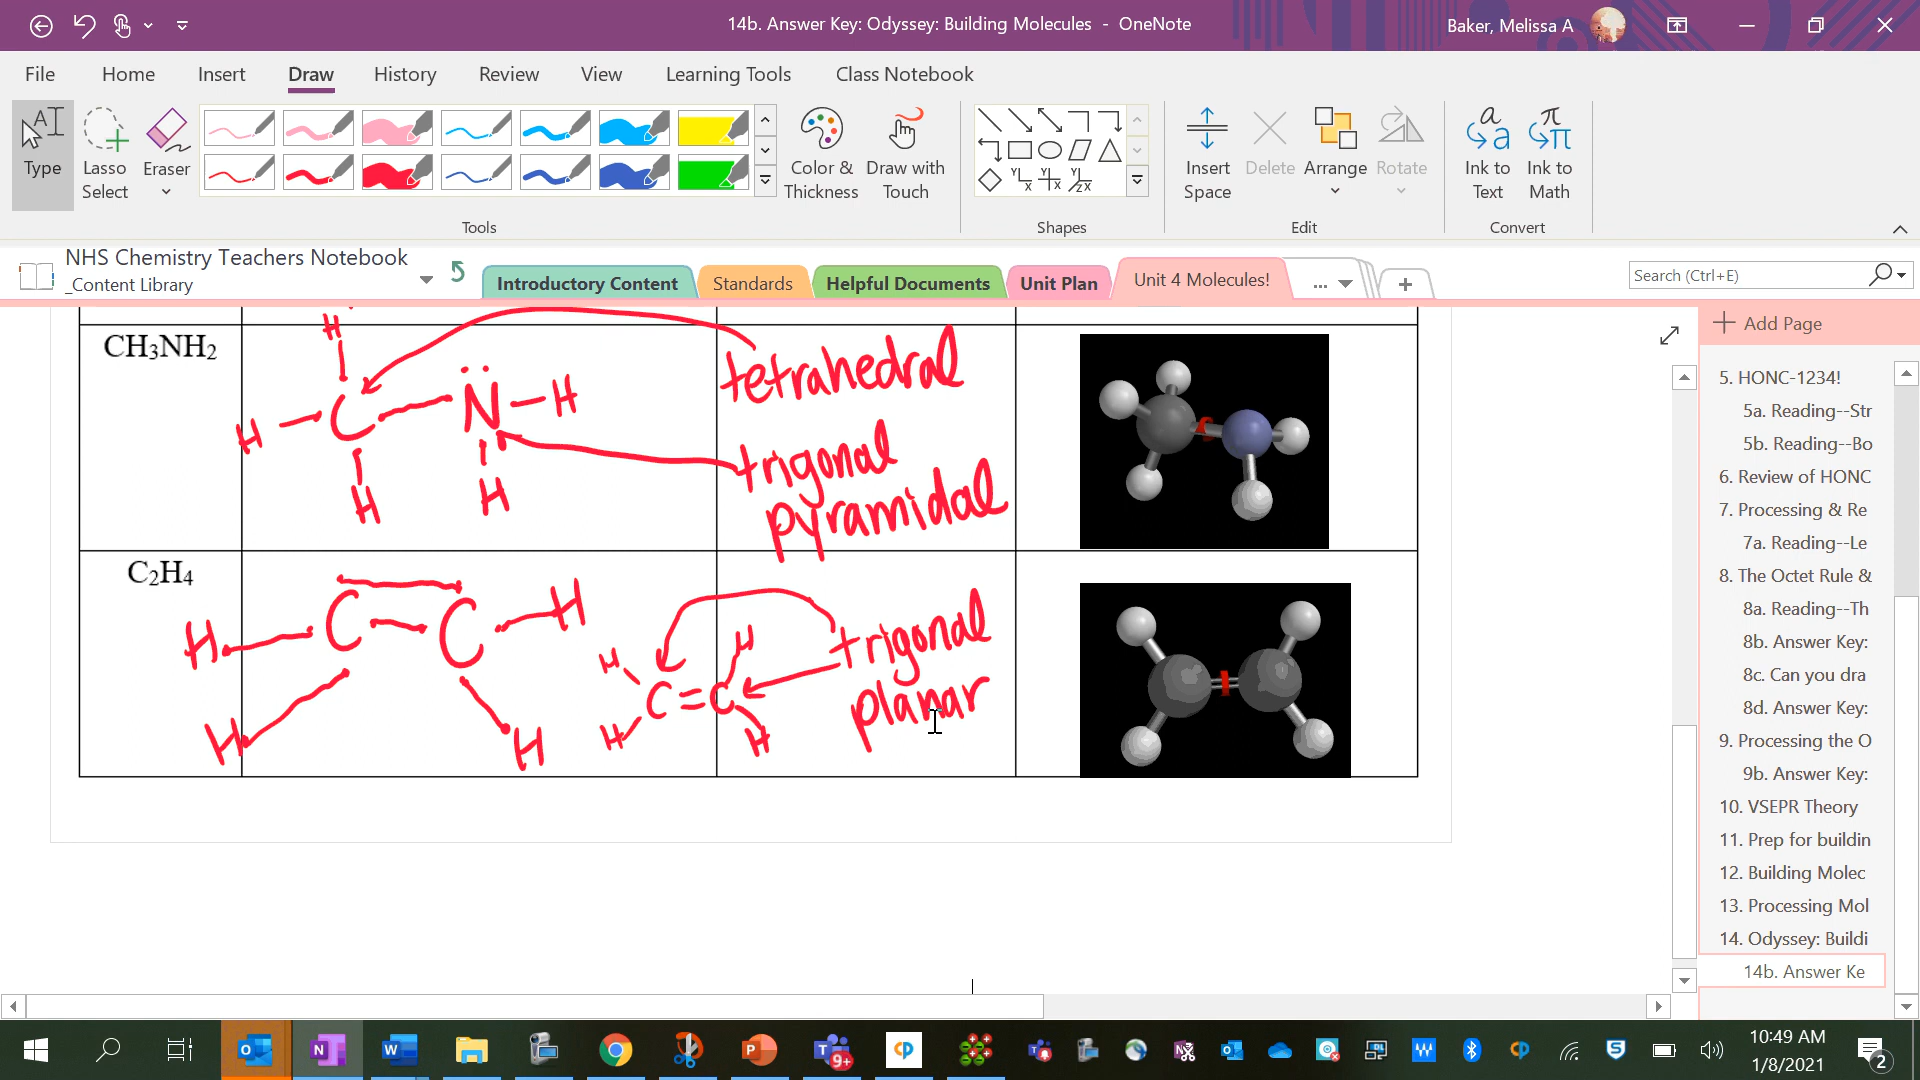 14b. Answer Key: Odyssey: Building Molecules - OneNote
Baker, Melissa A
File Home Insert Draw History Review View Learning Tools Class Notebook
Type
Lasso Select
Eraser
Color & Thickness
Draw with Touch
Insert Space
Delete
Arrange
Rotate
Ink to Text
Ink to Math
Tools Shapes Edit Convert
NHS Chemistry Teachers Notebook
_Content Library
Introductory Content Standards Helpful Documents Unit Plan Unit 4 Molecules! ...
Search (Ctrl+E)
Add Page
5. HONC-1234!
5a. Reading--Str
5b. Reading--Bo
6. Review of HONC
7. Processing & Re
7a. Reading--Le
8. The Octet Rule &
8a. Reading--Th
8b. Answer Key:
8c. Can you dra
8d. Answer Key:
9. Processing the O
9b. Answer Key:
10. VSEPR Theory
11. Prep for buildin
12. Building Molec
13. Processing Mol
14. Odyssey: Buildi
14b. Answer Ke
CH₃NH₂
H
H C N H
H H
tetrahedral
trigonal
pyramidal
C₂H₄
H C C H
H H
H H
C = C
H H
trigonal
planar
10:49 AM
1/8/2021
9+
2